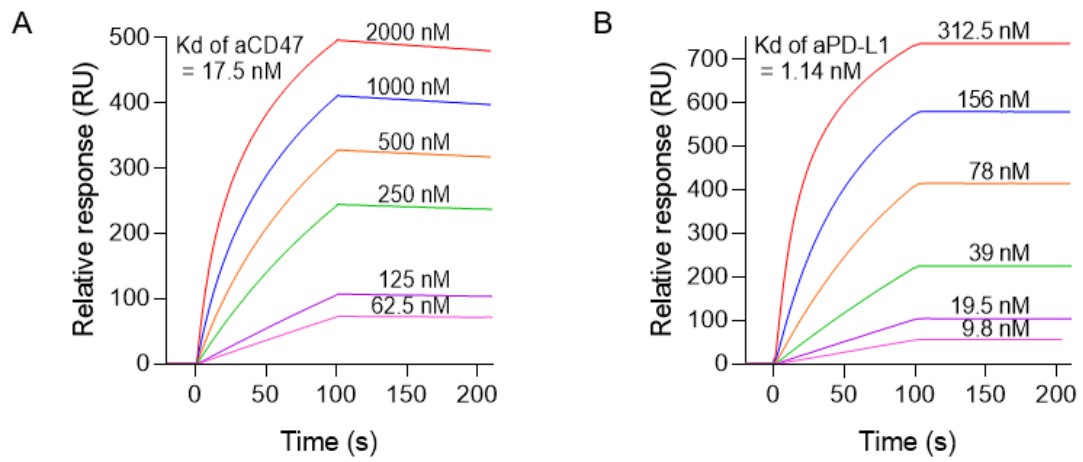 A
Relative response (RU)
500
400
300
200
100
0
Kd of aCD47
= 17.5 nM
2000 nM
1000 nM
500 nM
250 nM
125 nM
62.5 nM
0 50 100 150 200
Time (s)
B
Relative response (RU)
700
600
500
400
300
200
100
0
Kd of aPD-L1
= 1.14 nM
312.5 nM
156 nM
78 nM
39 nM
19.5 nM
9.8 nM
0 50 100 150 200
Time (s)